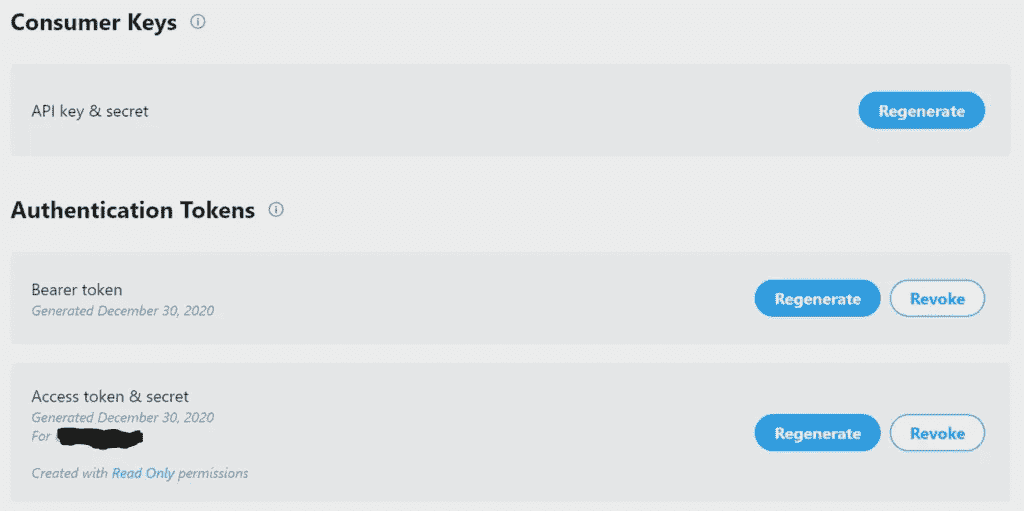 Consumer Keys
API key & secret
Regenerate
Authentication Tokens
Bearer token
Generated December 30, 2020
Regenerate
Revoke
Access token & secret
Generated December 30, 2020
For
Regenerate
Revoke
Created with Read Only permissions